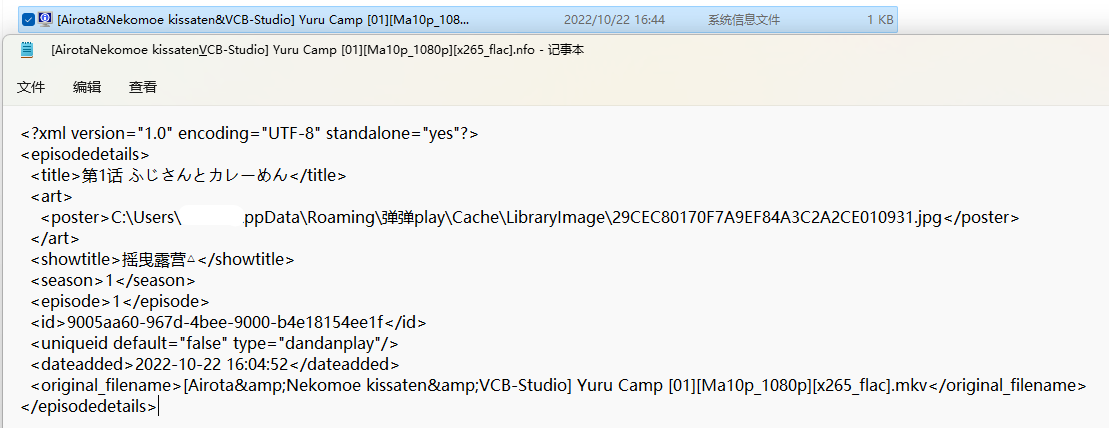 [Airota&Nekomoe kissaten&VCB-Studio] Yuru Camp [01][Ma10p_108... 2022/10/22 16:44 系统信息文件 1 KB
[AirotaNekomoe kissatenVCB-Studio] Yuru Camp [01][Ma10p_1080p][x265_flac].nfo - 记事本
文件 编辑 查看
<?xml version="1.0" encoding="UTF-8" standalone="yes"?>
<episodedetails>
<title>第1话 ふじさんとカレーめん</title>
<art>
<poster>C:\Users\ ppData\Roaming\弹弹play\Cache\LibraryImage\29CEC80170F7A9EF84A3C2A2CE010931.jpg</poster>
</art>
<showtitle>摇曳露营△</showtitle>
<season>1</season>
<episode>1</episode>
<id>9005aa60-967d-4bee-9000-b4e18154ee1f</id>
<uniqueid default="false" type="dandanplay"/>
<dateadded>2022-10-22 16:04:52</dateadded>
<original_filename>[Airota&amp;Nekomoe kissaten&amp;VCB-Studio] Yuru Camp [01][Ma10p_1080p][x265_flac].mkv</original_filename>
</episodedetails>